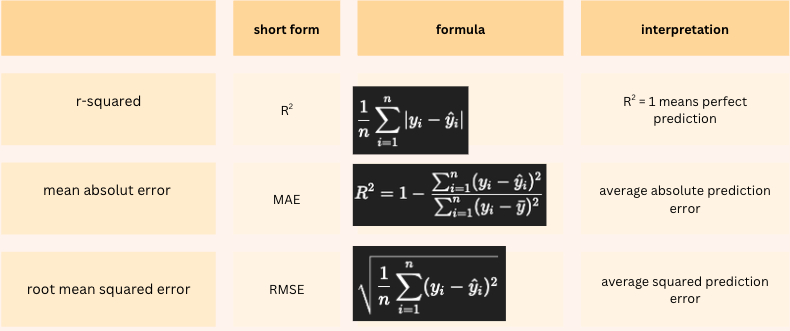 short form formula interpretation
r-squared R² \frac{1}{n} \sum_{i=1}^{n} |y_i - \hat{y}_i| R² = 1 means perfect
prediction
mean absolut error MAE R^2 = 1 - \frac{\sum_{i=1}^{n} (y_i - \hat{y}_i)^2}{\sum_{i=1}^{n} (y_i - \bar{y})^2} average absolute prediction
error
root mean squared error RMSE \sqrt{\frac{1}{n} \sum_{i=1}^{n} (y_i - \hat{y}_i)^2} average squared prediction
error